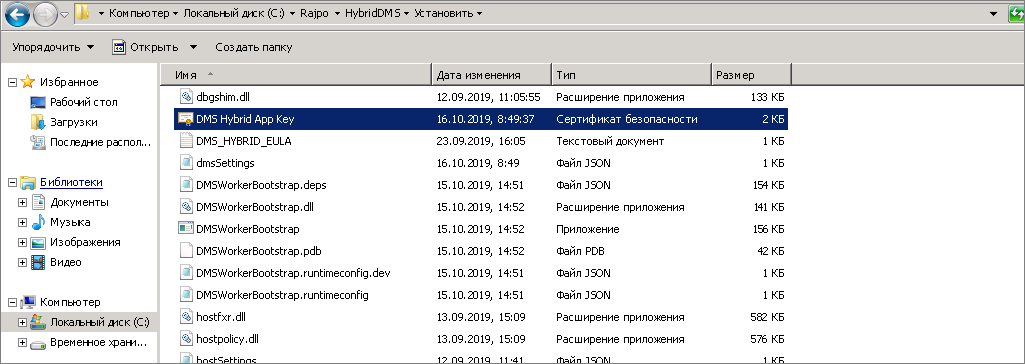 Компьютер Локальный диск (C:) Rajpo HybridDMS Установить
Упорядочить Открыть Создать папку
Избранное
Рабочий стол
Загрузки
Последние распол...
Библиотеки
Документы
Музыка
Изображения
Видео
Компьютер
Локальный диск (C:)
Временное храни...
Имя Дата изменения Тип Размер
dbgshim.dll 12.09.2019, 11:05:55 Расширение приложения 133 КБ
DMS Hybrid App Key 16.10.2019, 8:49:37 Сертификат безопасности 2 КБ
DMS_HYBRID_EULA 23.09.2019, 16:05 Текстовый документ 1 КБ
dmsSettings 16.10.2019, 8:49 Файл JSON 1 КБ
DMSWorkerBootstrap.deps 15.10.2019, 14:51 Файл JSON 154 КБ
DMSWorkerBootstrap.dll 15.10.2019, 14:52 Расширение приложения 141 КБ
DMSWorkerBootstrap 15.10.2019, 14:52 Приложение 156 КБ
DMSWorkerBootstrap.pdb 15.10.2019, 14:52 Файл PDB 42 КБ
DMSWorkerBootstrap.runtimeconfig.dev 15.10.2019, 14:51 Файл JSON 1 КБ
DMSWorkerBootstrap.runtimeconfig 15.10.2019, 14:51 Файл JSON 1 КБ
hostfxr.dll 13.09.2019, 15:09 Расширение приложения 582 КБ
hostpolicy.dll 13.09.2019, 15:09 Расширение приложения 576 КБ
hostSettings 12.09.2019, 11:41 Файл JSON 1 КБ